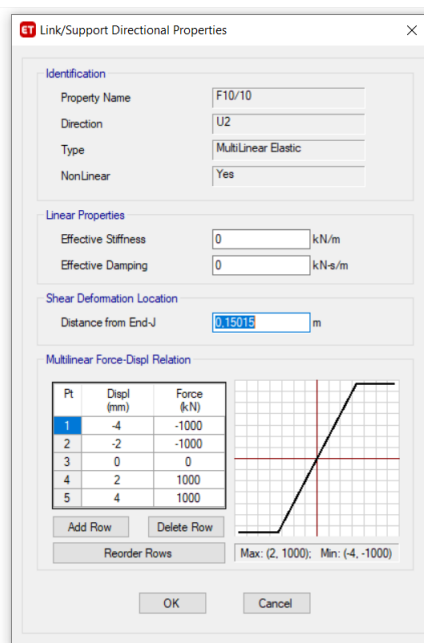 ET Link/Support Directional Properties
Identification
Property Name F10/10
Direction U2
Type MultiLinear Elastic
NonLinear Yes
Linear Properties
Effective Stiffness 0 kN/m
Effective Damping 0 kN-s/m
Shear Deformation Location
Distance from End-J 0,15015 m
Multilinear Force-Displ Relation
Pt Displ (mm) Force (kN)
1 -4 -1000
2 -2 -1000
3 0 0
4 2 1000
5 4 1000
Add Row Delete Row
Reorder Rows Max: (2, 1000); Min: (-4, -1000)
OK Cancel